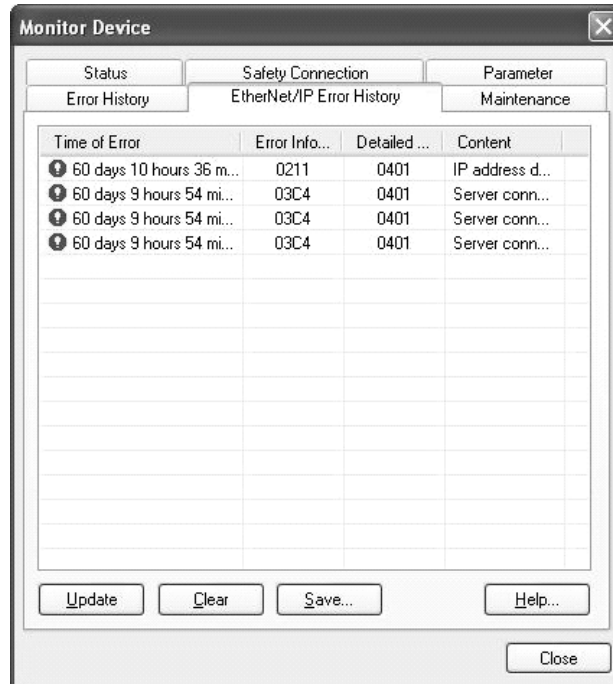 Monitor Device
Status Safety Connection Parameter
Error History EtherNet/IP Error History Maintenance
Time of Error Error Info... Detailed ... Content
60 days 10 hours 36 m... 0211 0401 IP address d...
60 days 9 hours 54 mi... 03C4 0401 Server conn...
60 days 9 hours 54 mi... 03C4 0401 Server conn...
60 days 9 hours 54 mi... 03C4 0401 Server conn...
Update Clear Save... Help...
Close